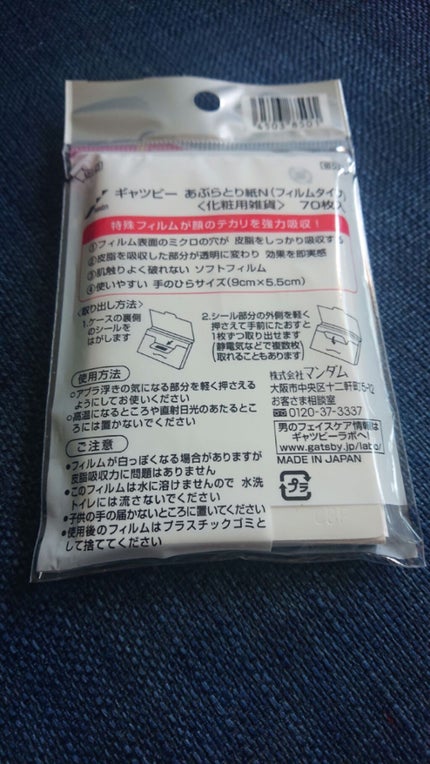 4903 8501
ギャツビー あぶらとり紙N(フィルムタイプ)
<化粧用雑貨> 70枚入
特殊フィルムが顔のテカリを強力吸収!
①フィルム表面のミクロの穴が 皮脂をしっかり吸収する
②皮脂を吸収した部分が透明に変わり 効果を即実感
③肌触りよく破れない ソフトフィルム
④使いやすい 手のひらサイズ(9cm×5.5cm)
<取り出し方法>
1.ケースの裏側
のシールを
はがします
2.シール部分の外側を軽く
押さえて手前にたおすと
1枚ずつ取り出せます
(静電気などで複数枚
取れることもあります)
使用方法
○アブラ浮きの気になる部分を軽く押さえる
ようにしてお使いください
○高温になるところや直射日光のあたるとこ
ろには置かないでください
ご注意
●フィルムが白っぽくなる場合がありますが
皮脂吸収力に問題はありません
●このフィルムは水に溶けませんので 水洗
トイレには流さないでください
●子供の手の届かないところに置いてください
●使用後のフィルムはプラスチックゴミと
して捨ててください
株式会社 マンダム
大阪市中央区十二軒町5-12
お客さま相談室
0120-37-3337
男のフェイスケア情報は
ギャツビーラボへ!
www.gatsby.jp/labo/
MADE IN JAPAN
プラ